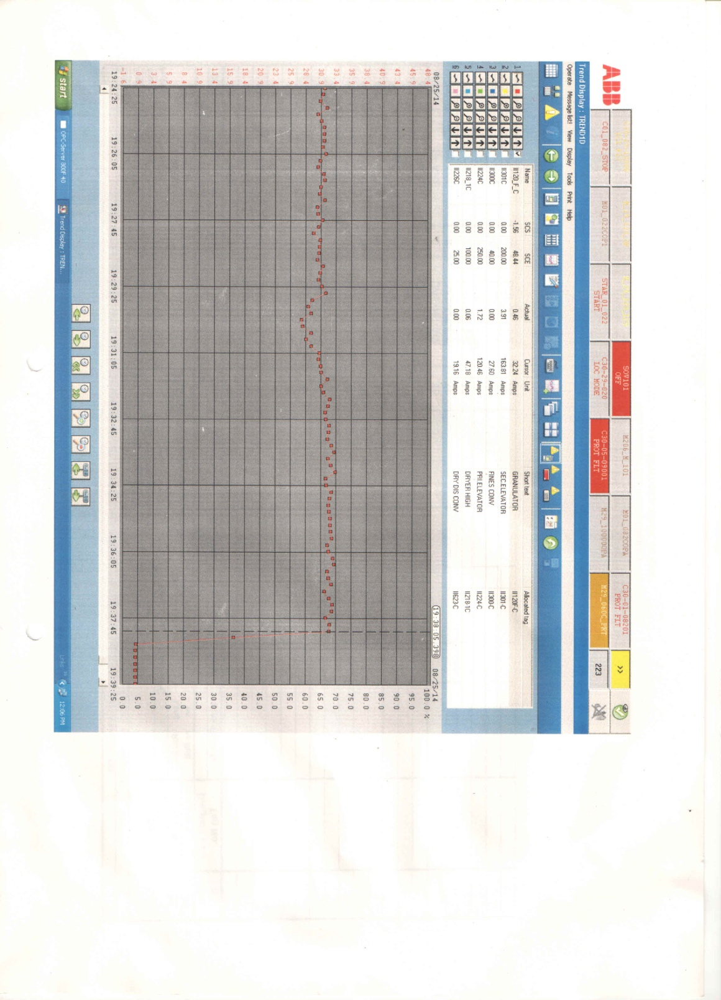 ABB
SOV101 OFF
M206_M_101
M01_082COPA
C30-01-08201 PROT FLT
>>
C01_082_STOP
M01_022COP1
STAR_01_022 START
C30-29-020 LOC MODE
C30-05-09001 PROT FLT
M29_060C_PRT
223
Trend Display : TREND1D
Operate Message list! View Display Tools Print Help
Name SCS SCE Actual Cursor Unit Short text Allocated tag
1 II120_F_C -1.56 48.44 0.46 32.24 Amps GRANULATOR II120F-C
2 II301C 0.00 200.00 3.91 163.81 Amps SEC.ELEVATOR II301-C
3 II300C 0.00 40.00 0.00 27.60 Amps FINES CONV II300-C
4 II224C 0.00 250.00 1.72 120.46 Amps PRI.ELEVATOR II224-C
5 II218_1C 0.00 100.00 0.06 47.18 Amps DRYER HIGH II218-1C
6 II226C 0.00 25.00 0.00 19.16 Amps DRY DIS CONV II623-C
08/25/14 19:38:05.398 08/25/14
48.4 100.0 %
45.9 95.0
43.4 90.0
40.9 85.0
38.4 80.0
35.9 75.0
33.4 70.0
30.9 65.0
28.4 60.0
25.9 55.0
23.4 50.0
20.9 45.0
18.4 40.0
15.9 35.0
13.4 30.0
10.9 25.0
8.4 20.0
5.9 15.0
3.4 10.0
0.9 5.0
-1.6 0.0
19:24:25 19:26:05 19:27:45 19:29:25 19:31:05 19:32:45 19:34:25 19:36:05 19:37:45 19:39:25
start OPC-Server 800F 40 Trend Display : TREN... Links >> 12:06 PM